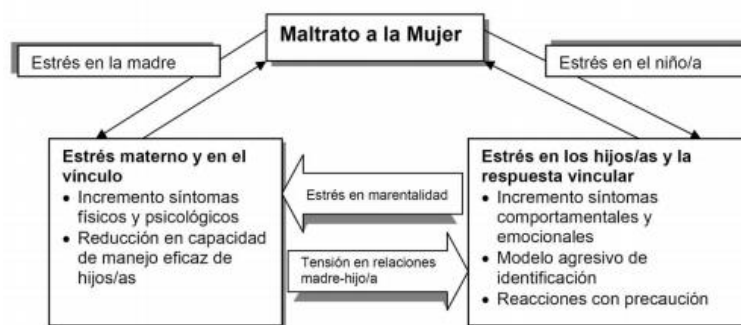 Maltrato a la Mujer
Estrés en la madre
Estrés en el niño/a
Estrés materno y en el
vínculo
• Incremento síntomas
físicos y psicológicos
• Reducción en capacidad
de manejo eficaz de
hijos/as
Estrés en marentalidad
Tensión en relaciones
madre-hijo/a
Estrés en los hijos/as y la
respuesta vincular
• Incremento síntomas
comportamentales y
emocionales
• Modelo agresivo de
identificación
• Reacciones con precaución